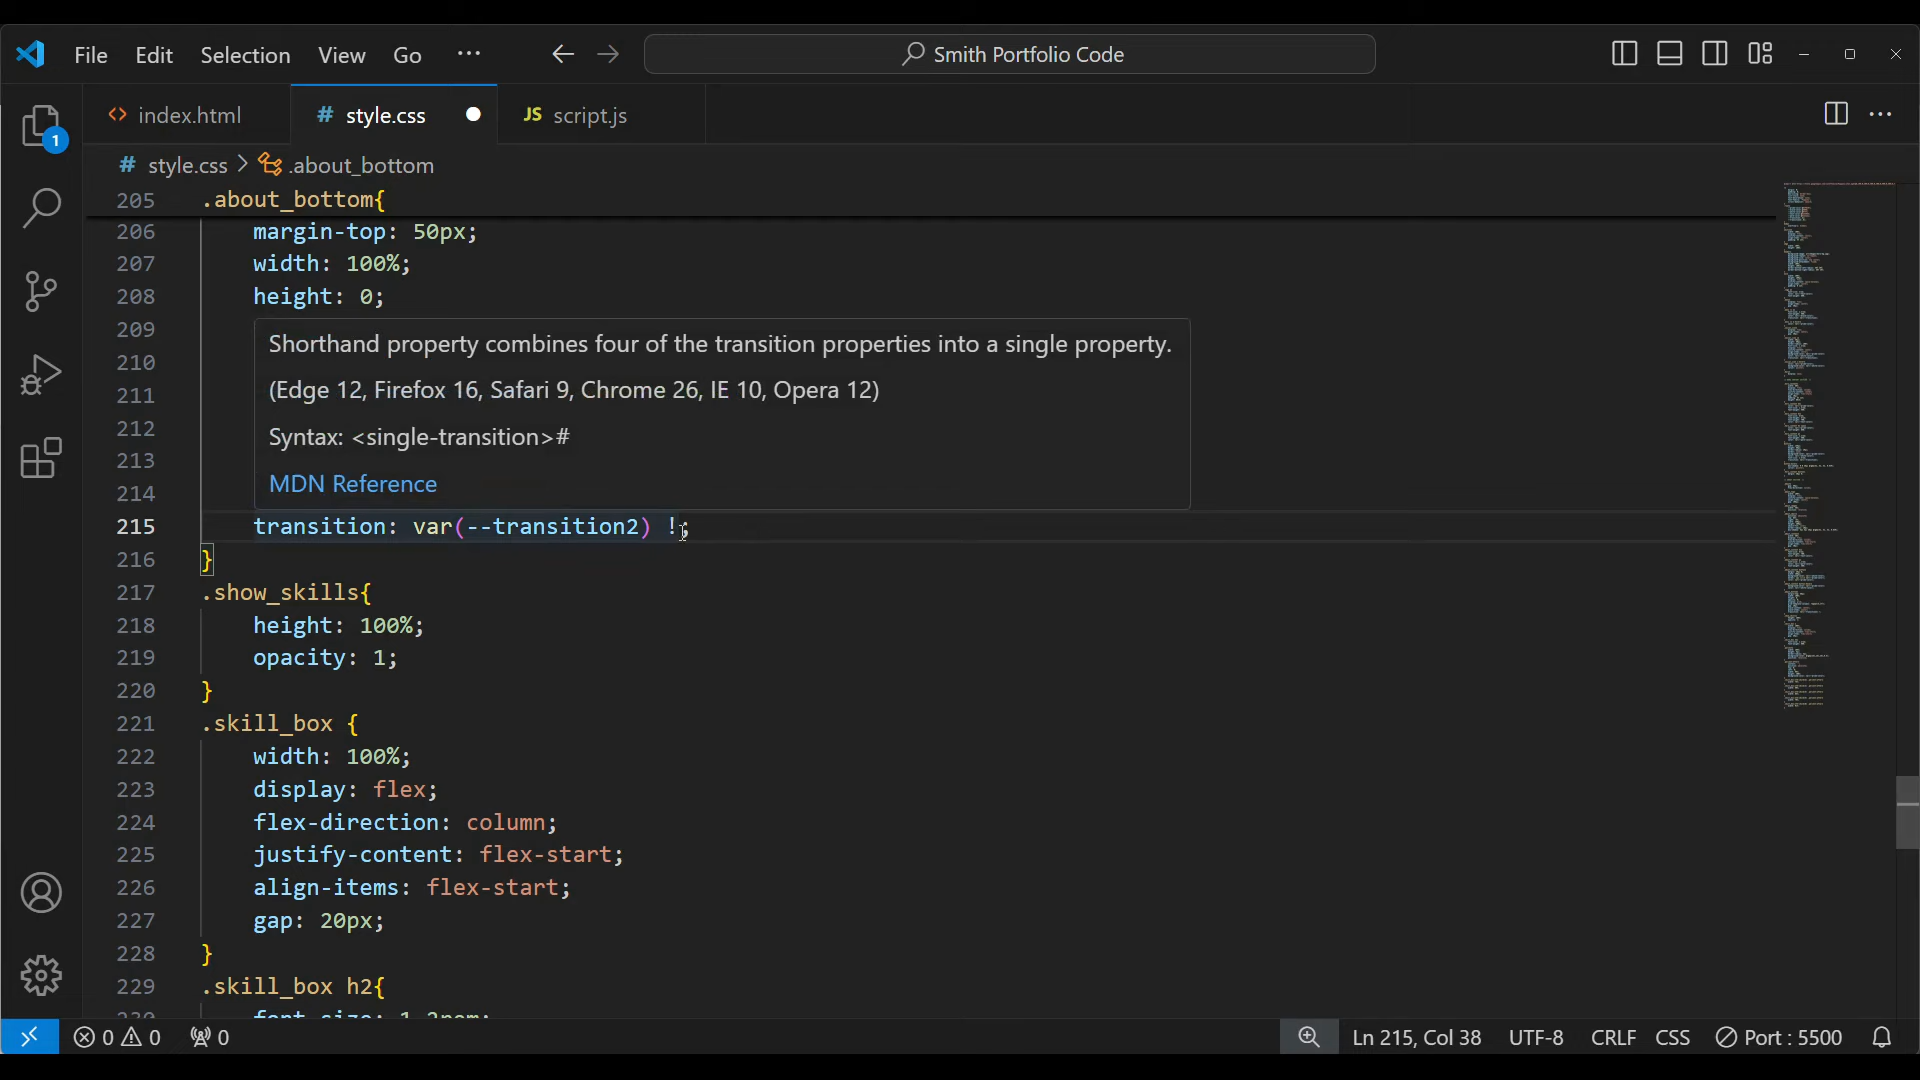 File Edit Selection View Go ··· Smith Portfolio Code
index.html # style.css JS script.js
1
# style.css > .about_bottom
205 .about_bottom{
206 margin-top: 50px;
207 width: 100%;
208 height: 0;
209
210
211
212
213
214
Shorthand property combines four of the transition properties into a single property.
(Edge 12, Firefox 16, Safari 9, Chrome 26, IE 10, Opera 12)
Syntax: <single-transition>#
MDN Reference
215 transition: var(--transition2) !;
216 }
217 .show_skills{
218 height: 100%;
219 opacity: 1;
220 }
221 .skill_box {
222 width: 100%;
223 display: flex;
224 flex-direction: column;
225 justify-content: flex-start;
226 align-items: flex-start;
227 gap: 20px;
228 }
229 .skill_box h2{
230 font-size: 1.2rem;
0 0 0 Ln 215, Col 38 UTF-8 CRLF CSS Port : 5500